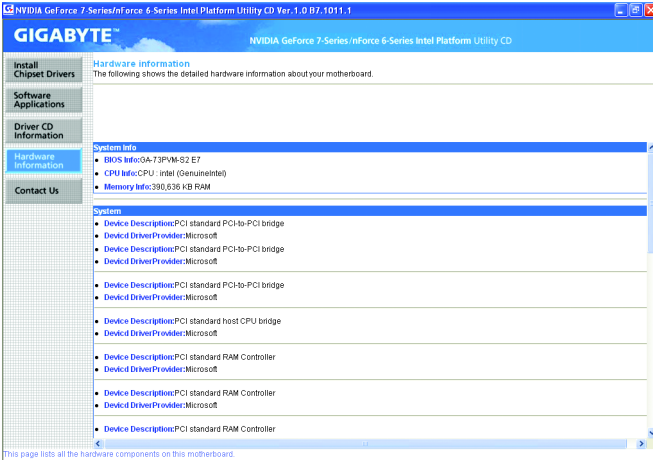 NVIDIA GeForce 7-Series/nForce 6-Series Intel Platform Utility CD Ver.1.0 B7.1011.1
GIGABYTE™
NVIDIA GeForce 7-Series/nForce 6-Series Intel Platform Utility CD
Install
Chipset Drivers
Software
Applications
Driver CD
Information
Hardware
Information
Contact Us
Hardware information
The following shows the detailed hardware information about your motherboard.
System Info
• BIOS Info:GA-73PVM-S2 E7
• CPU Info:CPU : intel (GenuineIntel)
• Memory Info:390,636 KB RAM
System
• Device Description:PCI standard PCI-to-PCI bridge
• Devicd DriverProvider:Microsoft
• Device Description:PCI standard PCI-to-PCI bridge
• Devicd DriverProvider:Microsoft
• Device Description:PCI standard PCI-to-PCI bridge
• Devicd DriverProvider:Microsoft
• Device Description:PCI standard host CPU bridge
• Devicd DriverProvider:Microsoft
• Device Description:PCI standard RAM Controller
• Devicd DriverProvider:Microsoft
• Device Description:PCI standard RAM Controller
• Devicd DriverProvider:Microsoft
• Device Description:PCI standard RAM Controller
This page lists all the hardware components on this motherboard.